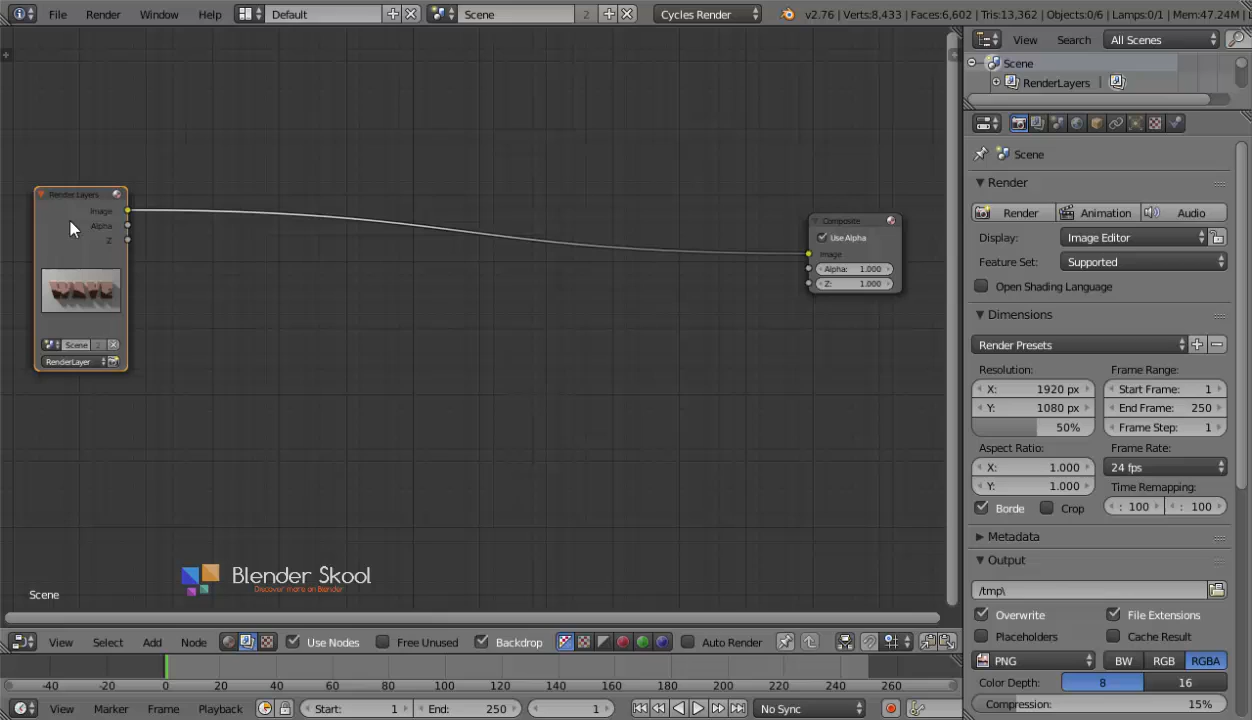 File Render Window Help Default Scene 2 Cycles Render v2.76 | Verts:8,433 | Faces:6,602 | Tris:13,362 | Objects:0/6 | Lamps:0/1 | Mem:47.24M |
View Search All Scenes
Scene
RenderLayers |
Scene
Render
Render Animation Audio
Display: Image Editor
Feature Set: Supported
Open Shading Language
Dimensions
Render Presets
Resolution: Frame Range:
X: 1920 px Start Frame: 1
Y: 1080 px End Frame: 250
50% Frame Step: 1
Aspect Ratio: Frame Rate:
X: 1.000 24 fps
Y: 1.000 Time Remapping:
Borde Crop : 100 : 100
Metadata
Output
/tmp\
Overwrite File Extensions
Placeholders Cache Result
PNG BW RGB RGBA
Color Depth: 8 16
Compression: 15%
Render Layers
Image
Alpha
Z
WAVE
Scene 2
RenderLayer
Composite
Use Alpha
Image
Alpha: 1.000
Z: 1.000
Blender Skool
Discover more on Blender
Scene
View Select Add Node Use Nodes Free Unused Backdrop Auto Render
-40 -20 0 20 40 60 80 100 120 140 160 180 200 220 240 260
View Marker Frame Playback Start: 1 End: 250 1 No Sync